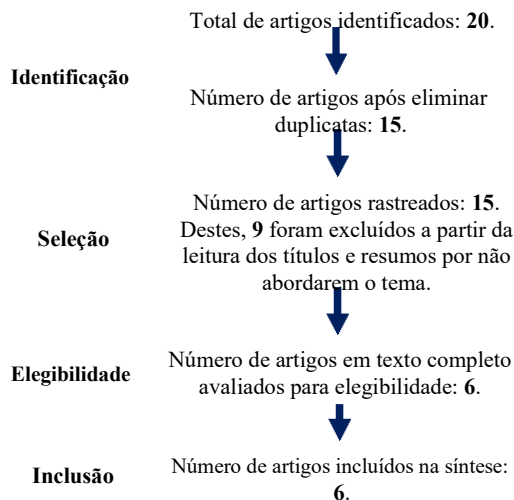 Total de artigos identificados: 20.
Identificação
Número de artigos após eliminar
duplicatas: 15.
Número de artigos rastreados: 15.
Seleção
Destes, 9 foram excluídos a partir da
leitura dos títulos e resumos por não
abordarem o tema.
Elegibilidade
Número de artigos em texto completo
avaliados para elegibilidade: 6.
Inclusão
Número de artigos incluídos na síntese:
6.